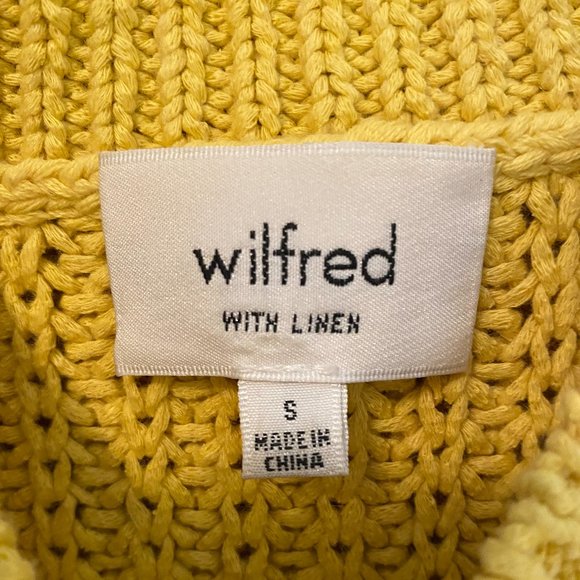 wilfred
WITH LINEN
S
MADE IN
CHINA